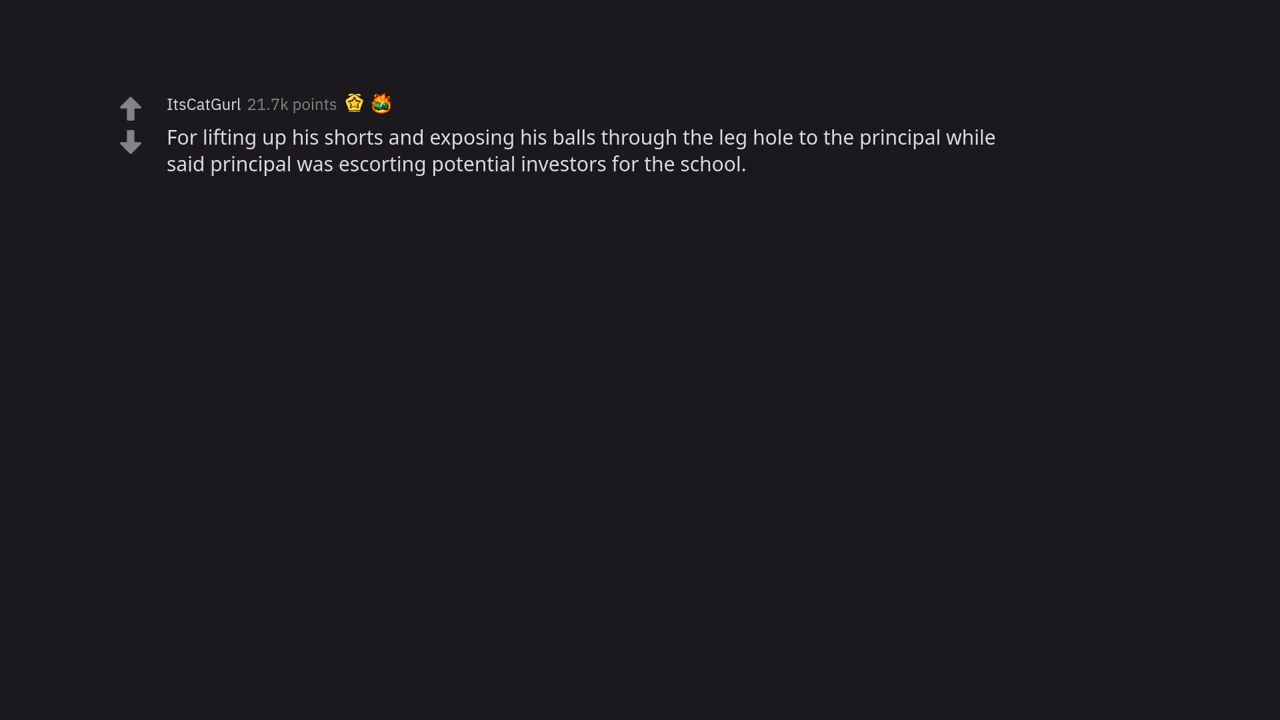 ItsCatGurl 21.7k points
For lifting up his shorts and exposing his balls through the leg hole to the principal while
said principal was escorting potential investors for the school.